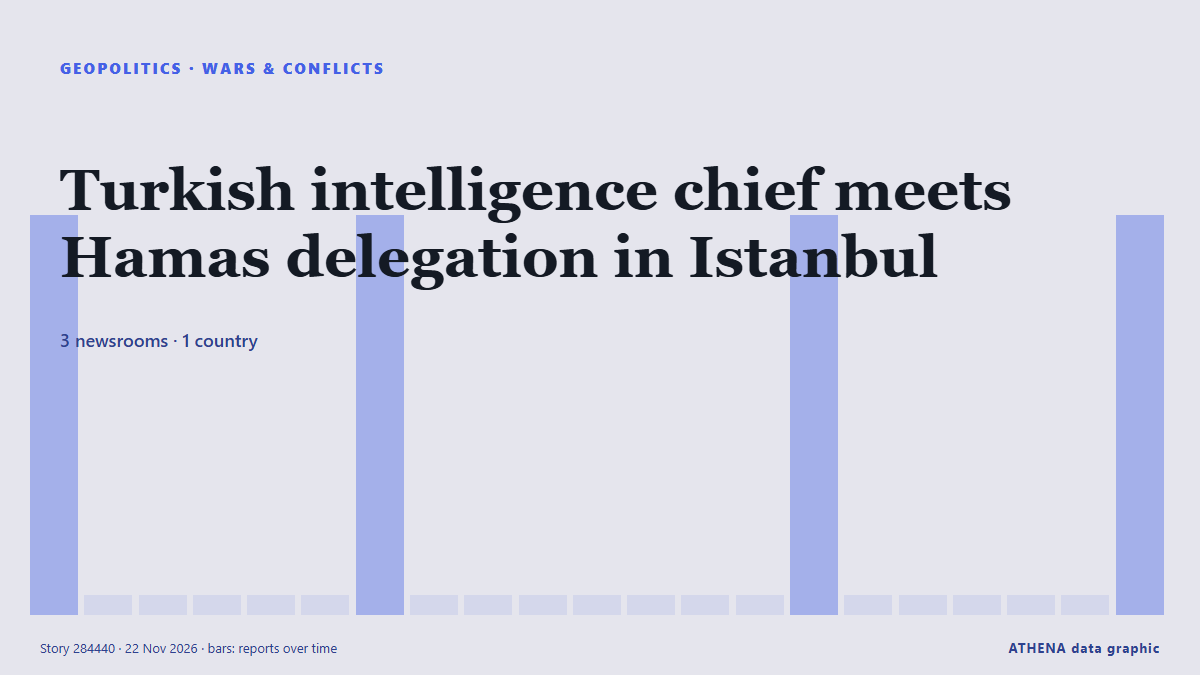 GEOPOLITICS · WARS & CONFLICTS
Turkish intelligence chief meets
Hamas delegation in Istanbul
3 newsrooms · 1 country
Story 284440 · 22 Nov 2026 · bars: reports over time
ATHENA data graphic